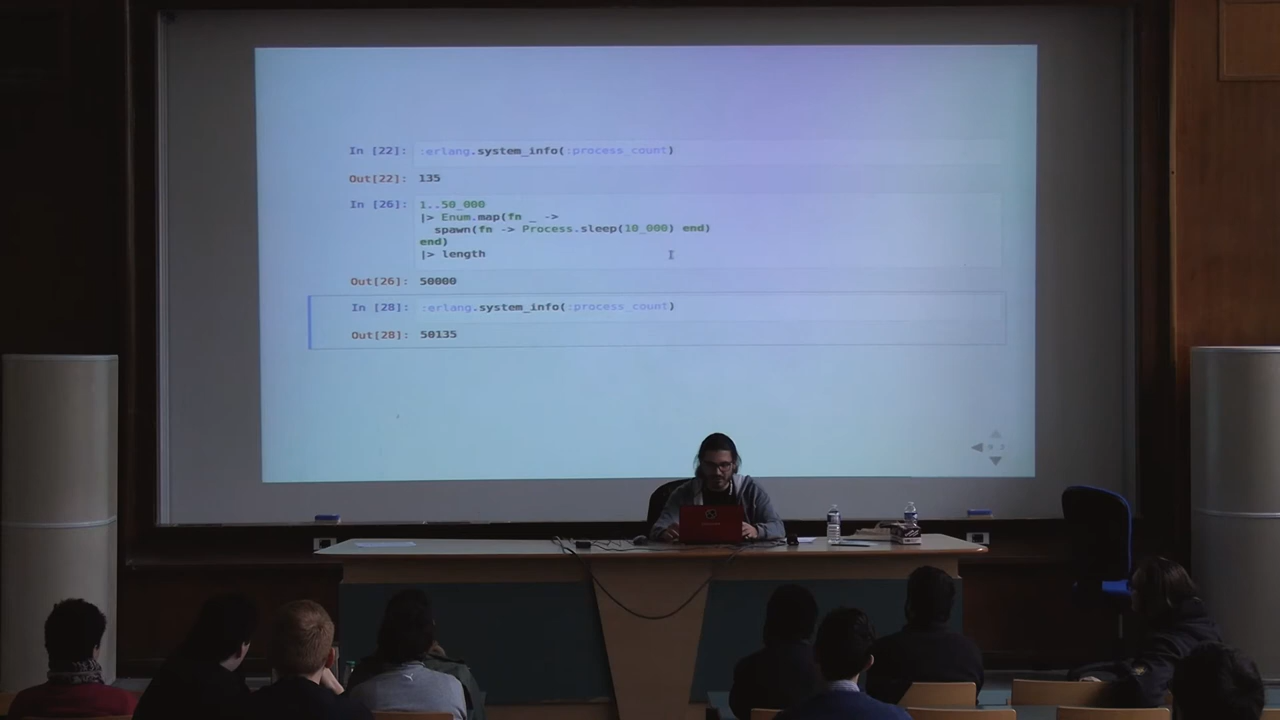 In [22]: :erlang.system_info(:process_count)
Out[22]: 135
In [26]: 1..50_000
|> Enum.map(fn _ ->
spawn(fn -> Process.sleep(10_000) end)
end)
|> length
Out[26]: 50000
In [28]: :erlang.system_info(:process_count)
Out[28]: 50135